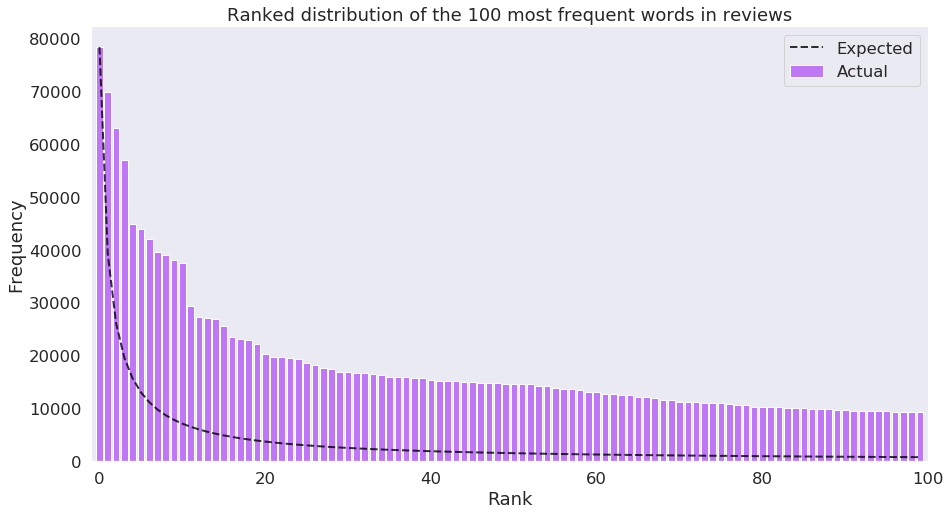 Ranked distribution of the 100 most frequent words in reviews
Expected
Actual
80000
70000
60000
50000
40000
30000
20000
10000
0
Frequency
0 20 40 60 80 100
Rank